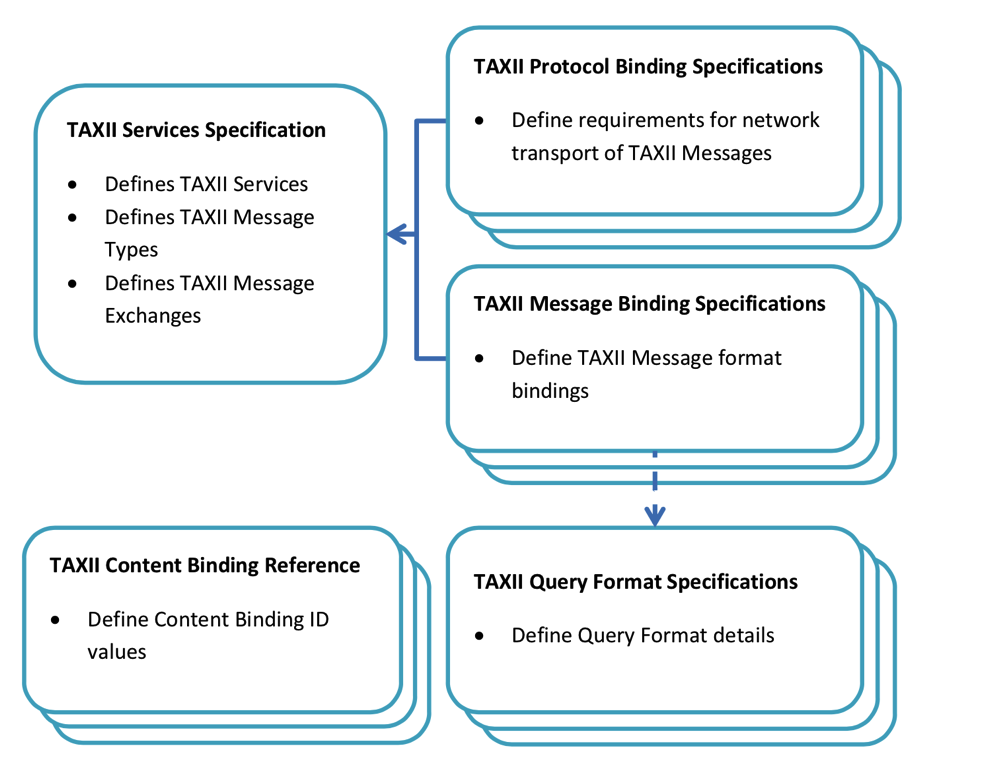 TAXII Services Specification
• Defines TAXII Services
• Defines TAXII Message
Types
• Defines TAXII Message
Exchanges
TAXII Protocol Binding Specifications
• Define requirements for network
transport of TAXII Messages
TAXII Message Binding Specifications
• Define TAXII Message format
bindings
TAXII Content Binding Reference
• Define Content Binding ID
values
TAXII Query Format Specifications
• Define Query Format details